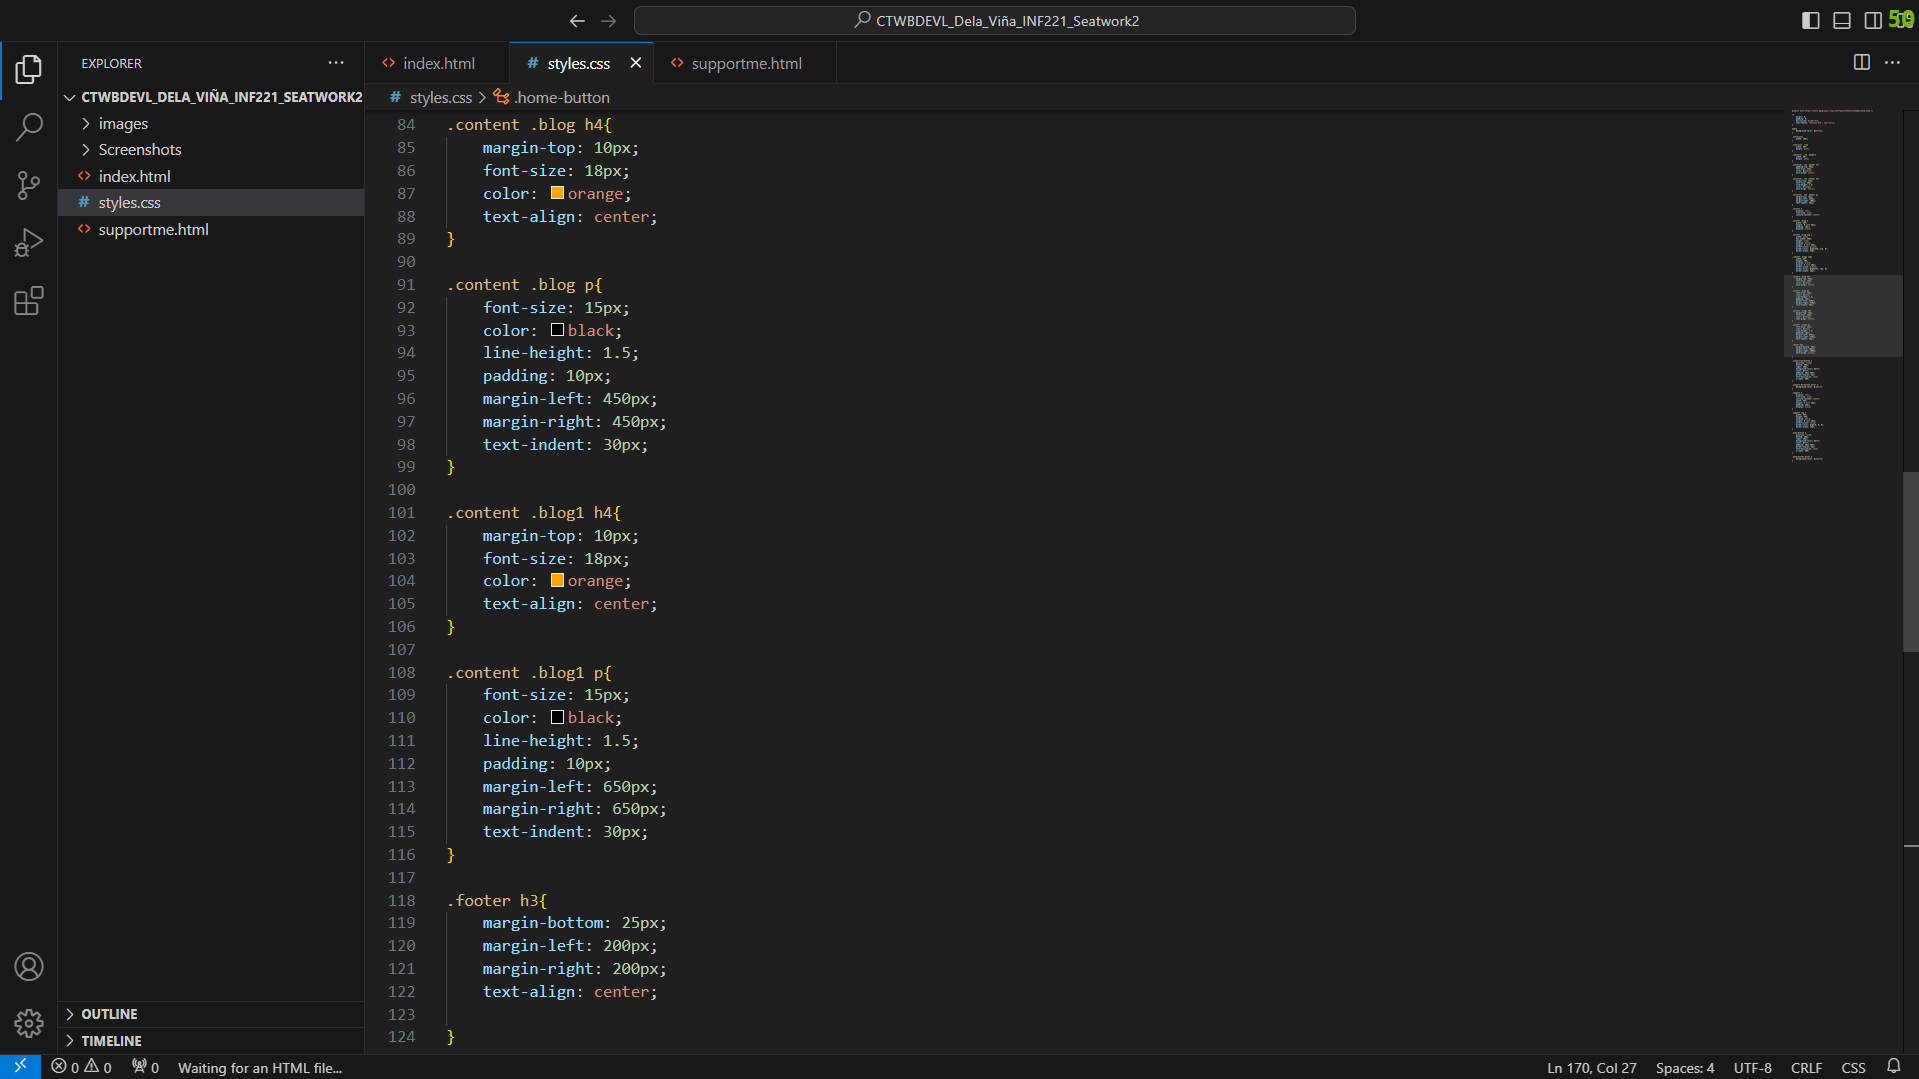 CTWBDEVL_Dela_Viña_INF221_Seatwork2
50
EXPLORER
CTWBDEVL_DELA_VIÑA_INF221_SEATWORK2
images
Screenshots
index.html
styles.css
supportme.html
OUTLINE
TIMELINE
index.html
styles.css
supportme.html
styles.css > .home-button
84 .content .blog h4{
85 margin-top: 10px;
86 font-size: 18px;
87 color: orange;
88 text-align: center;
89 }
90
91 .content .blog p{
92 font-size: 15px;
93 color: black;
94 line-height: 1.5;
95 padding: 10px;
96 margin-left: 450px;
97 margin-right: 450px;
98 text-indent: 30px;
99 }
100
101 .content .blog1 h4{
102 margin-top: 10px;
103 font-size: 18px;
104 color: orange;
105 text-align: center;
106 }
107
108 .content .blog1 p{
109 font-size: 15px;
110 color: black;
111 line-height: 1.5;
112 padding: 10px;
113 margin-left: 650px;
114 margin-right: 650px;
115 text-indent: 30px;
116 }
117
118 .footer h3{
119 margin-bottom: 25px;
120 margin-left: 200px;
121 margin-right: 200px;
122 text-align: center;
123
124 }
0 0 0 Waiting for an HTML file... Ln 170, Col 27 Spaces: 4 UTF-8 CRLF CSS